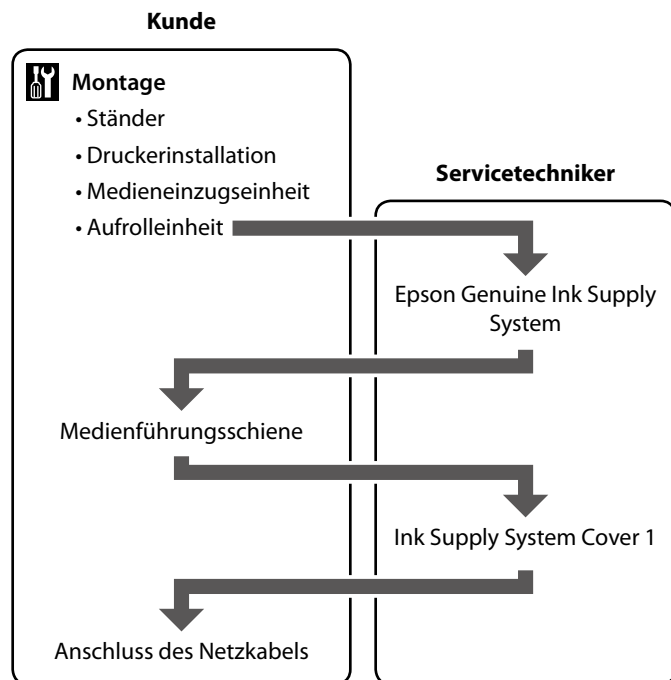 Kunde
Montage
• Ständer
• Druckerinstallation
• Medieneinzugseinheit
• Aufrolleinheit
Servicetechniker
Epson Genuine Ink Supply
System
Medienführungsschiene
Ink Supply System Cover 1
Anschluss des Netzkabels